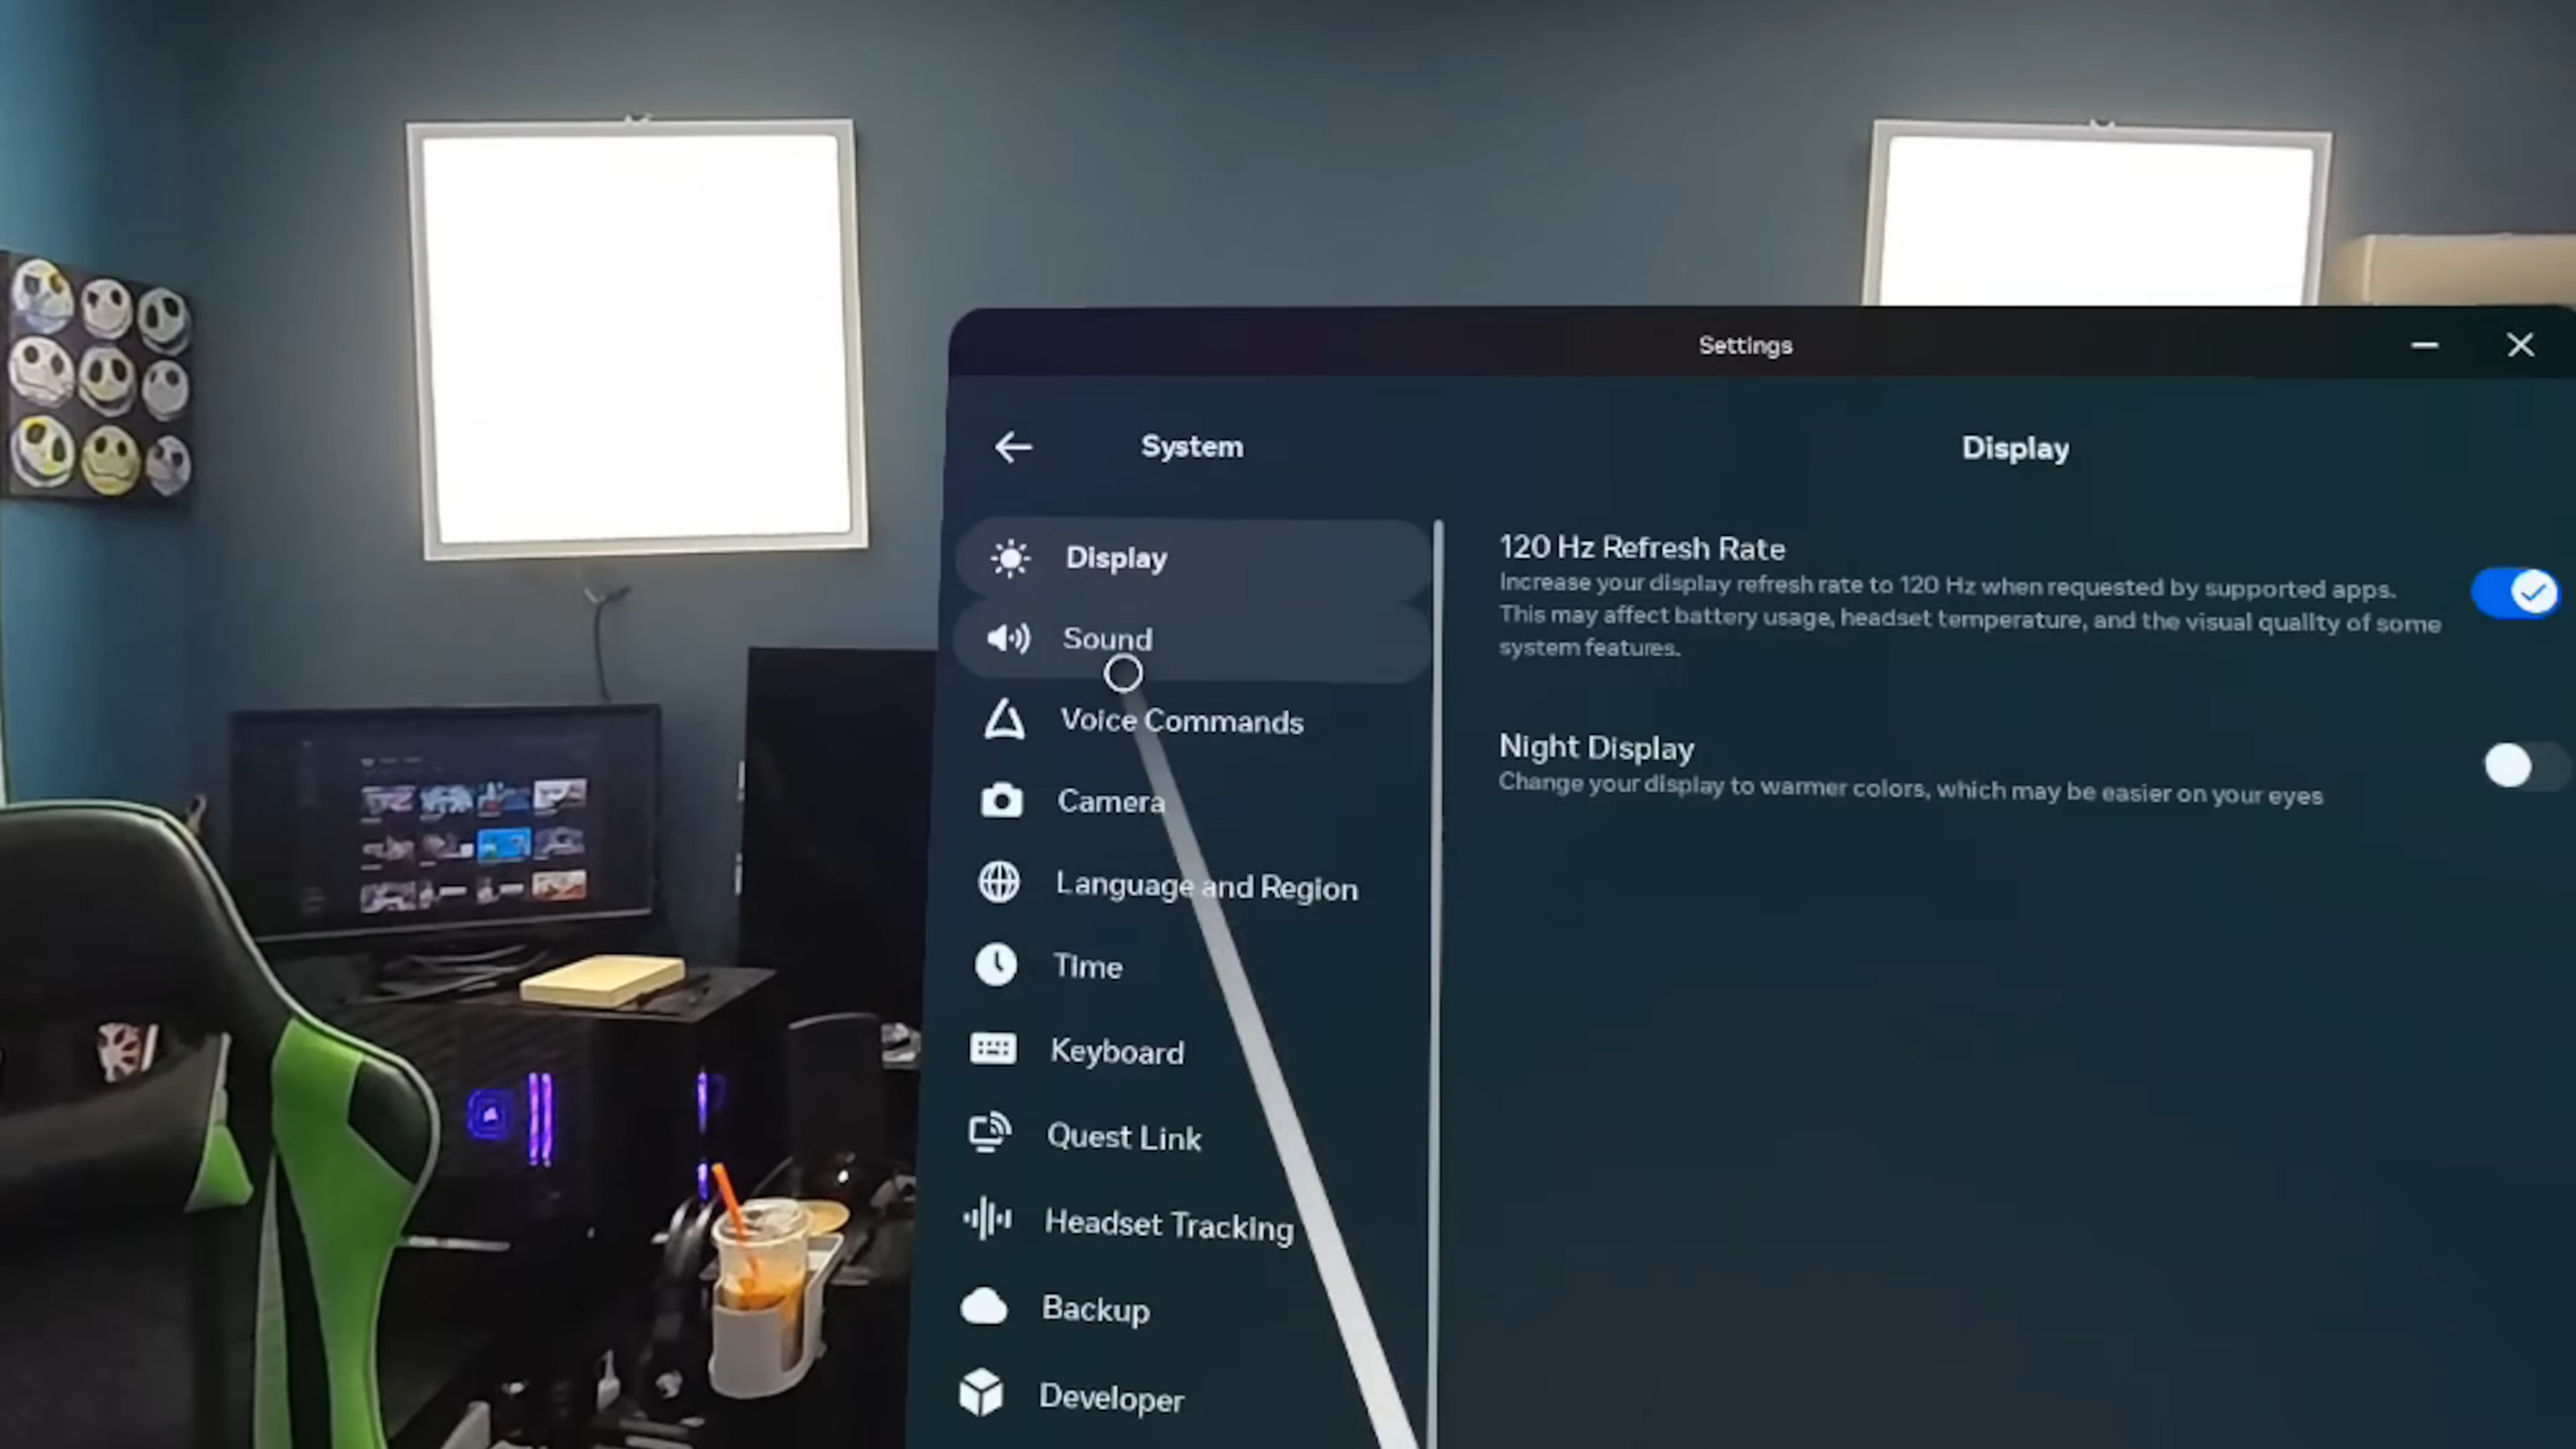 Settings
System
Display
Sound
Voice Commands
Camera
Language and Region
Time
Keyboard
Quest Link
Headset Tracking
Backup
Developer
Display
120 Hz Refresh Rate
Increase your display refresh rate to 120 Hz when requested by supported apps.
This may affect battery usage, headset temperature, and the visual quality of some
system features.
Night Display
Change your display to warmer colors, which may be easier on your eyes